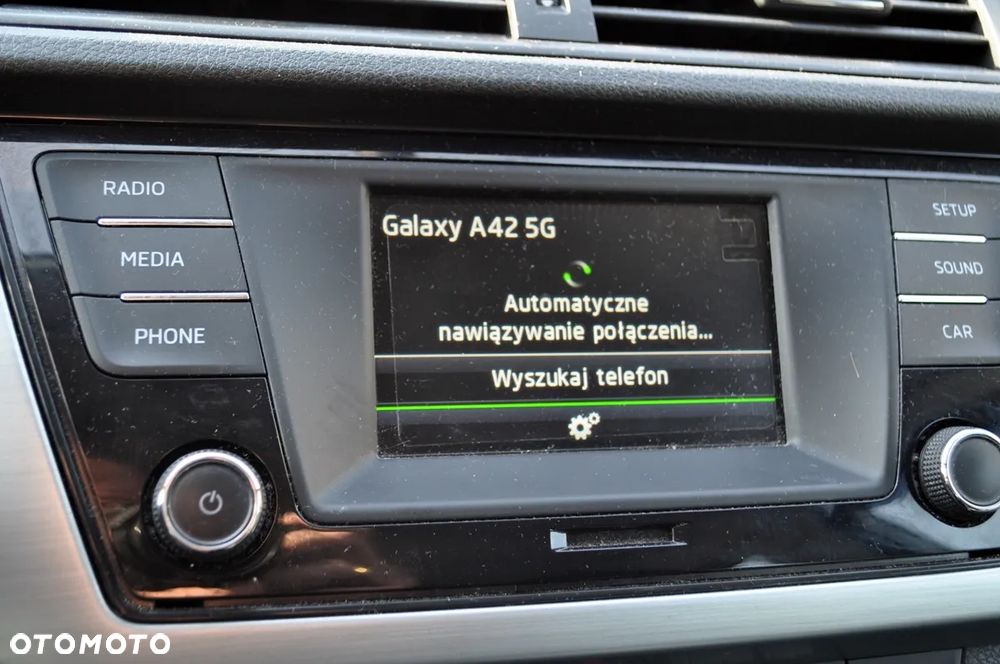 RADIO
MEDIA
PHONE
Galaxy A42 5G
Automatyczne
nawiązywanie połączenia...
Wyszukaj telefon
SETUP
SOUND
CAR
OTOMOTO